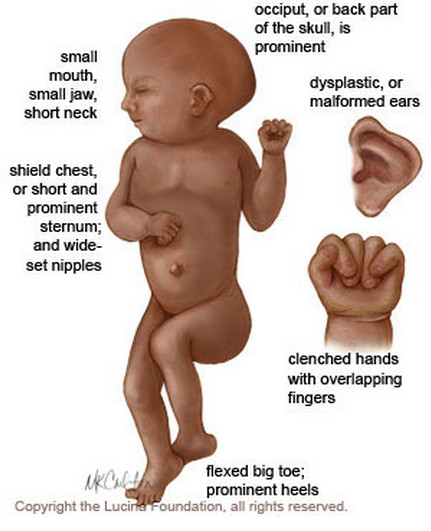 occiput, or back part
of the skull, is
prominent
small
mouth,
small jaw,
short neck
dysplastic, or
malformed ears
shield chest,
or short and
prominent
sternum;
and wide-
set nipples
clenched hands
with overlapping
fingers
flexed big toe;
prominent heels
Copyright the Lucina Foundation, all rights reserved.